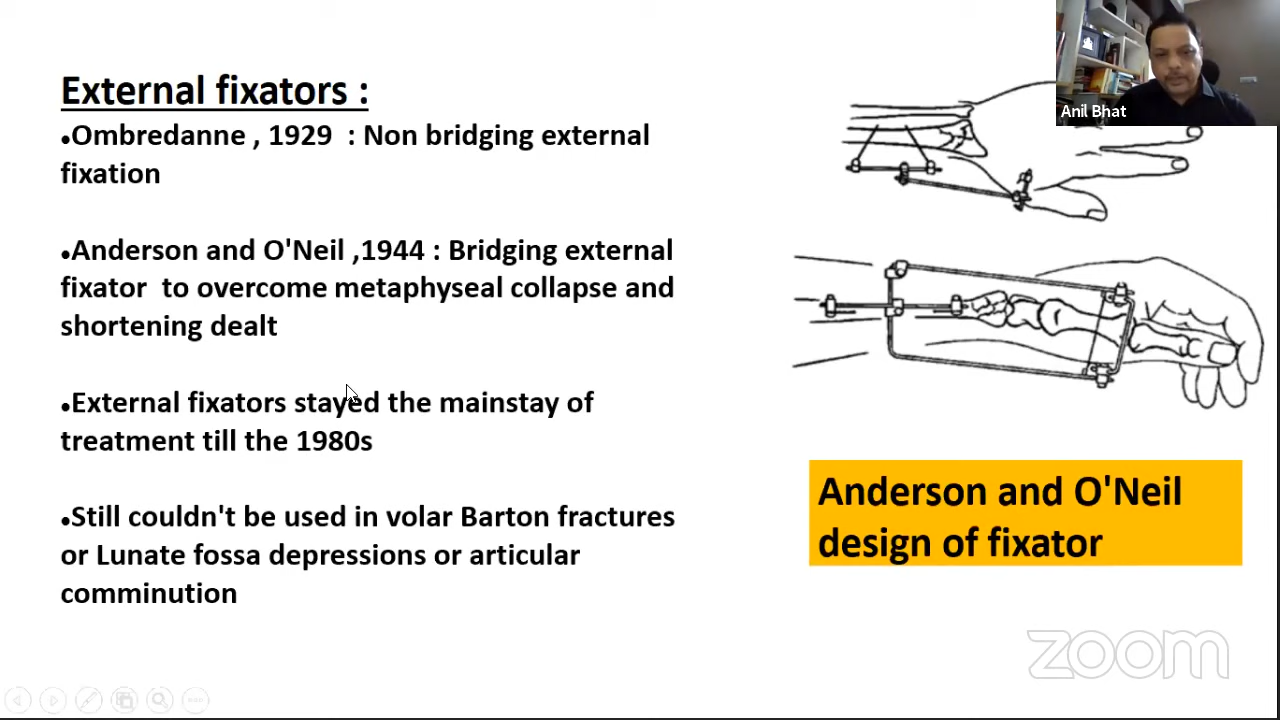 External fixators :
•Ombredanne , 1929  : Non bridging external
fixation
•Anderson and O'Neil ,1944 : Bridging external
fixator  to overcome metaphyseal collapse and
shortening dealt
•External fixators stayed the mainstay of
treatment till the 1980s
•Still couldn't be used in volar Barton fractures
or Lunate fossa depressions or articular
comminution
Anil Bhat
Anderson and O'Neil
design of fixator
zoom